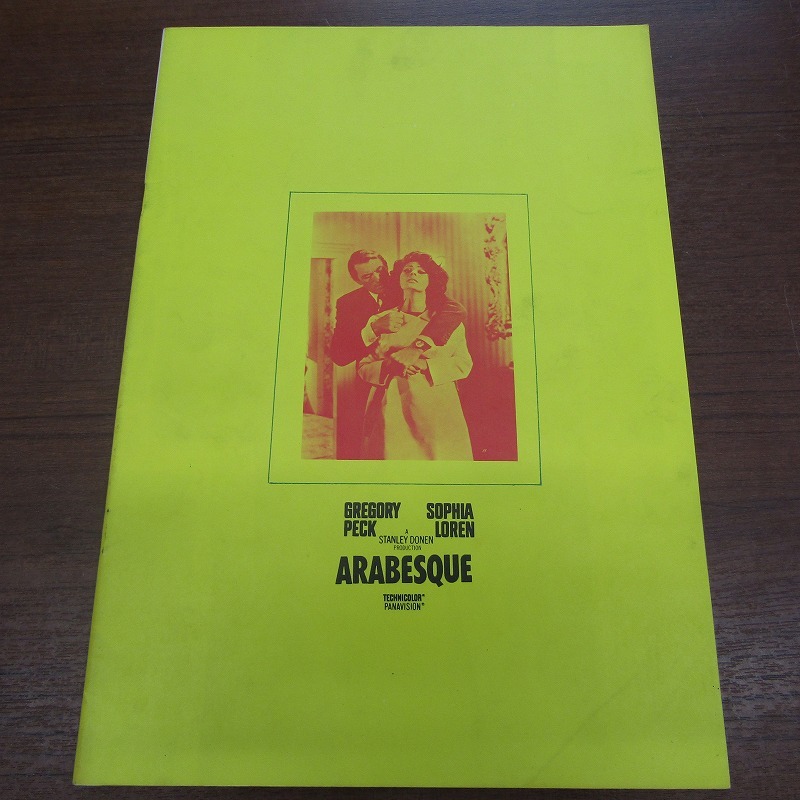 GREGORY SOPHIA
PECK LOREN
A
STANLEY DONEN
PRODUCTION
ARABESQUE
TECHNICOLOR®
PANAVISION®